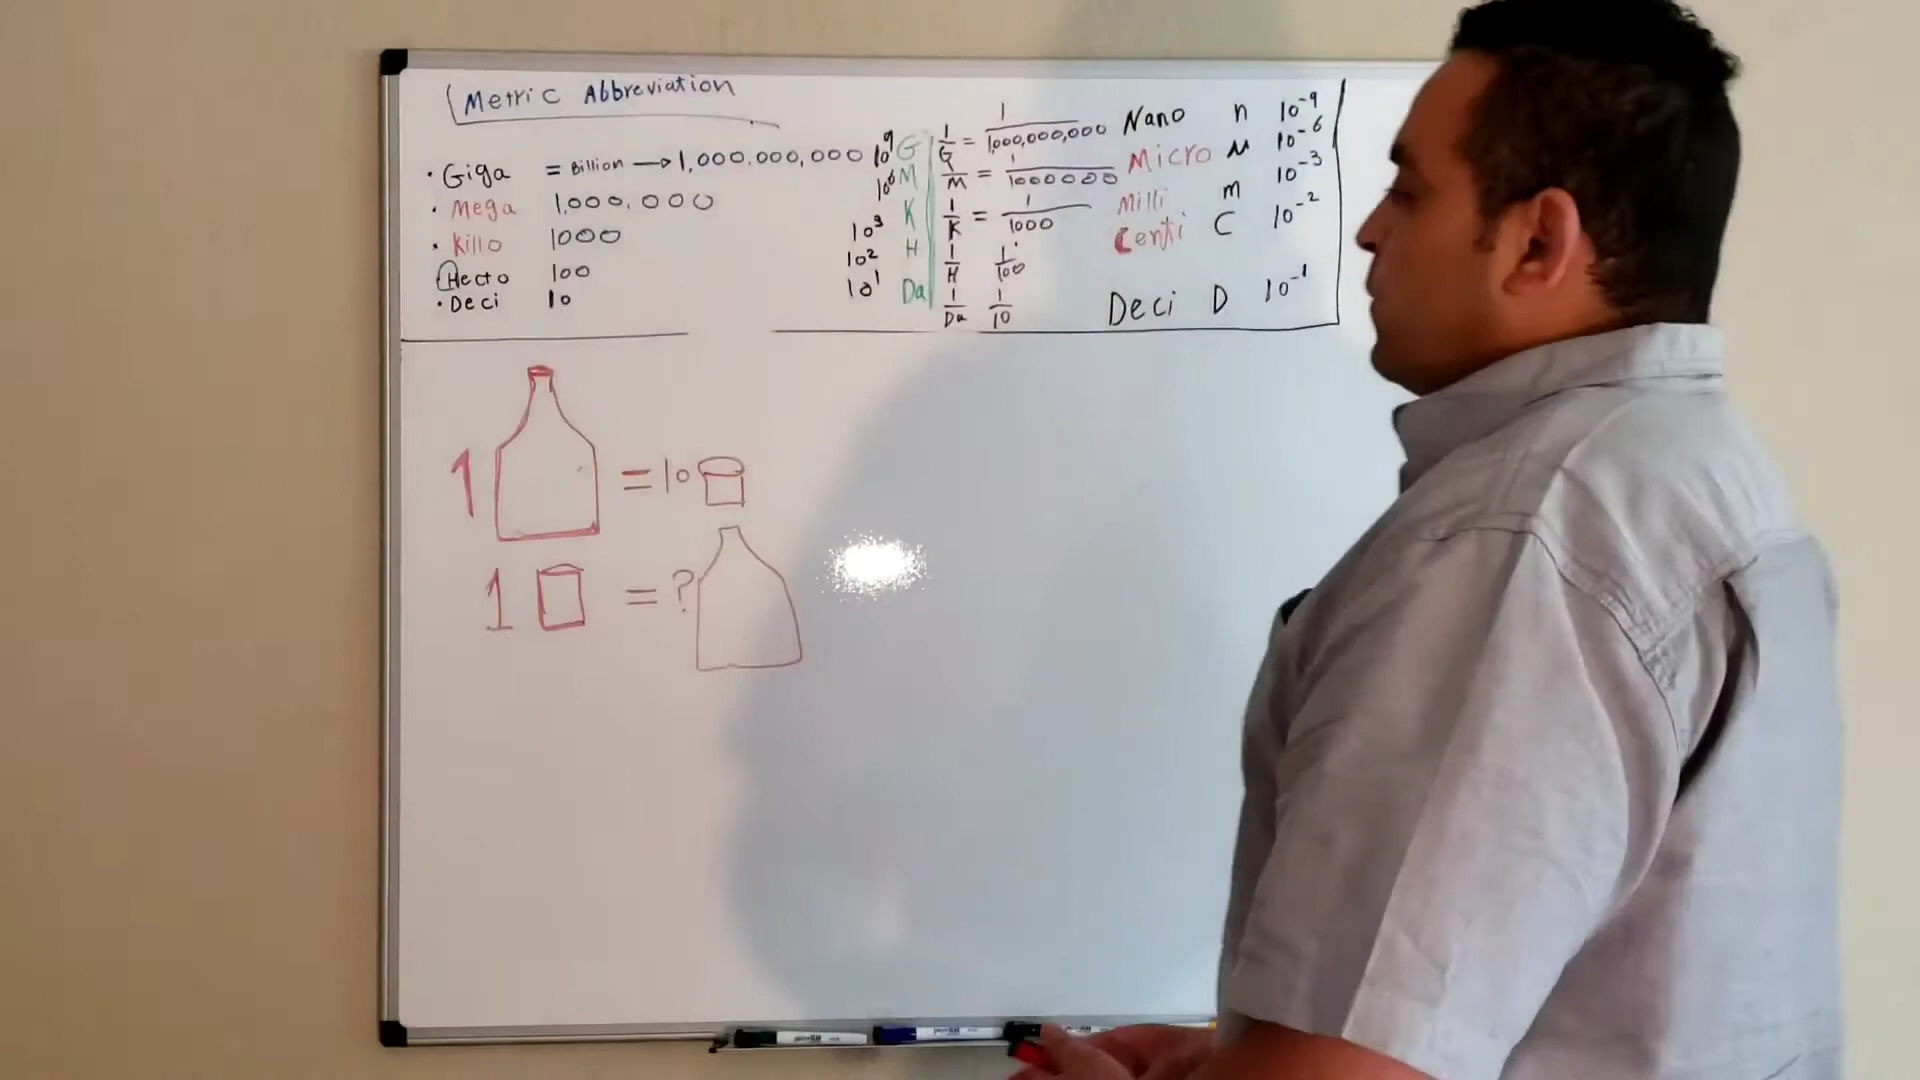 Metric Abbreviation
• Giga = Billion → 1,000.000,000 10⁹ G
• Mega 1,000,000 10⁶ M
• Killo 1000 10³ K
Hecto 100 10² H
• Deci 10 10¹ Da
1/G = 1/1000,000,000 Nano n 10⁻⁹
1/M = 1/1000000 Micro M 10⁻⁶
1/K = 1/1000 Milli m 10⁻³
1/H 1/100 Centi C 10⁻²
1/Da 1/10 Deci D 10⁻¹
1 = 10
1 = ?